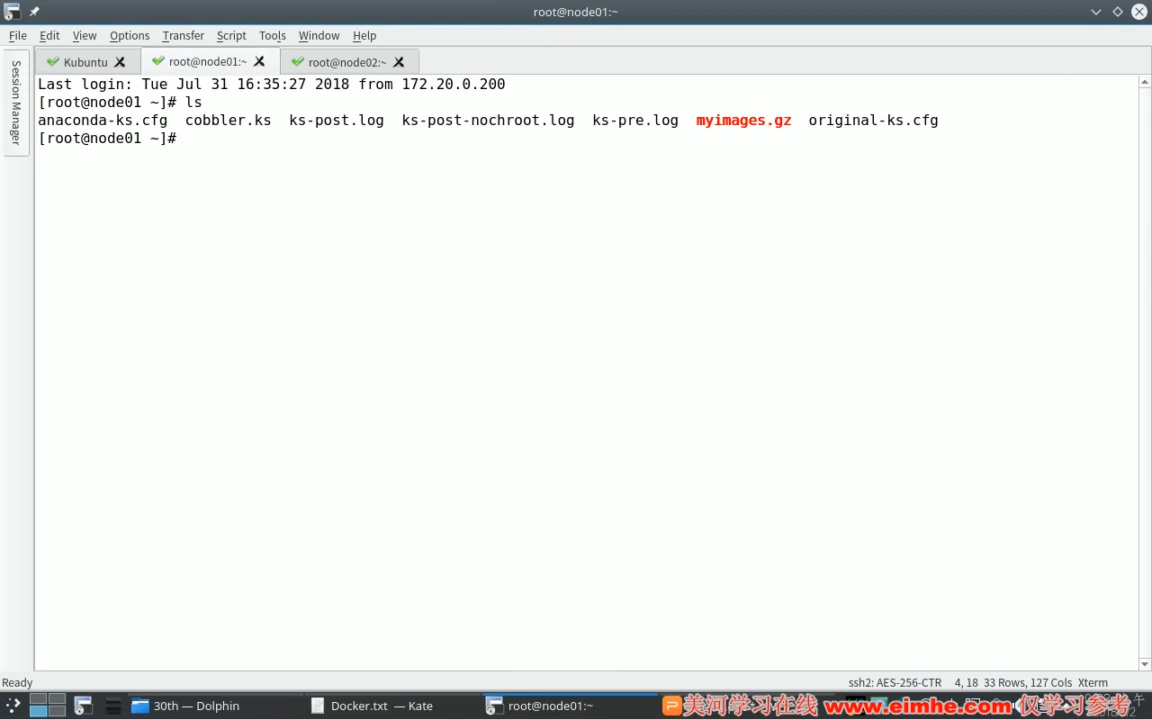 root@node01:~
File Edit View Options Transfer Script Tools Window Help
Session Manager
Kubuntu root@node01:~ root@node02:~
Last login: Tue Jul 31 16:35:27 2018 from 172.20.0.200
[root@node01 ~]# ls
anaconda-ks.cfg cobbler.ks ks-post.log ks-post-nochroot.log ks-pre.log myimages.gz original-ks.cfg
[root@node01 ~]#
Ready ssh2: AES-256-CTR 4, 18 33 Rows, 127 Cols Xterm
30th — Dolphin Docker.txt — Kate root@node01:~ 美河学习在线 www.eimhe.com 仅学习参考